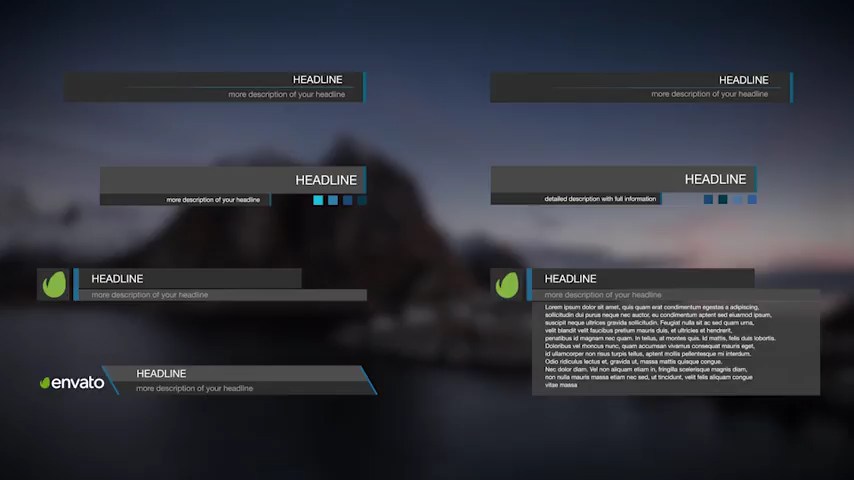 HEADLINE
more description of your headline
HEADLINE
more description of your headline
HEADLINE
more description of your headline
HEADLINE
detailed description with full information
HEADLINE
more description of your headline
HEADLINE
more description of your headline
Lorem ipsum dolor sit amet, quis quam erat condimentum egestas a adipiscing,
sollicitudin dui purus neque nec auctor, eu condimentum aptent sed eiusmod ipsum,
suscipit neque ultrices gravida sollicitudin. Feugiat nulla sit ac sed quam urna,
velit blandit velit faucibus pretium mauris duis, et ultricies et hendrerit,
penatibus id magnam non tempor. In tellus, at montes quis. Id mattis, felis duis lobortis.
Doloribus vel rhoncus nunc, quam accumsan vivamus consequat mauris eget,
id ullamcorper non risus turpis tellus, aptent mollis pellentesque mi interdum.
Odio ridiculus lectus et, gravida ut, massa mattis quisque congue.
Nec dolor diam. Vel non aliquam etiam in, fringilla scelerisque magnis diam,
non nulla mauris massa etiam nec sed, ut tincidunt, velit felis aliquam congue
vitae massa
envato
HEADLINE
more description of your headline